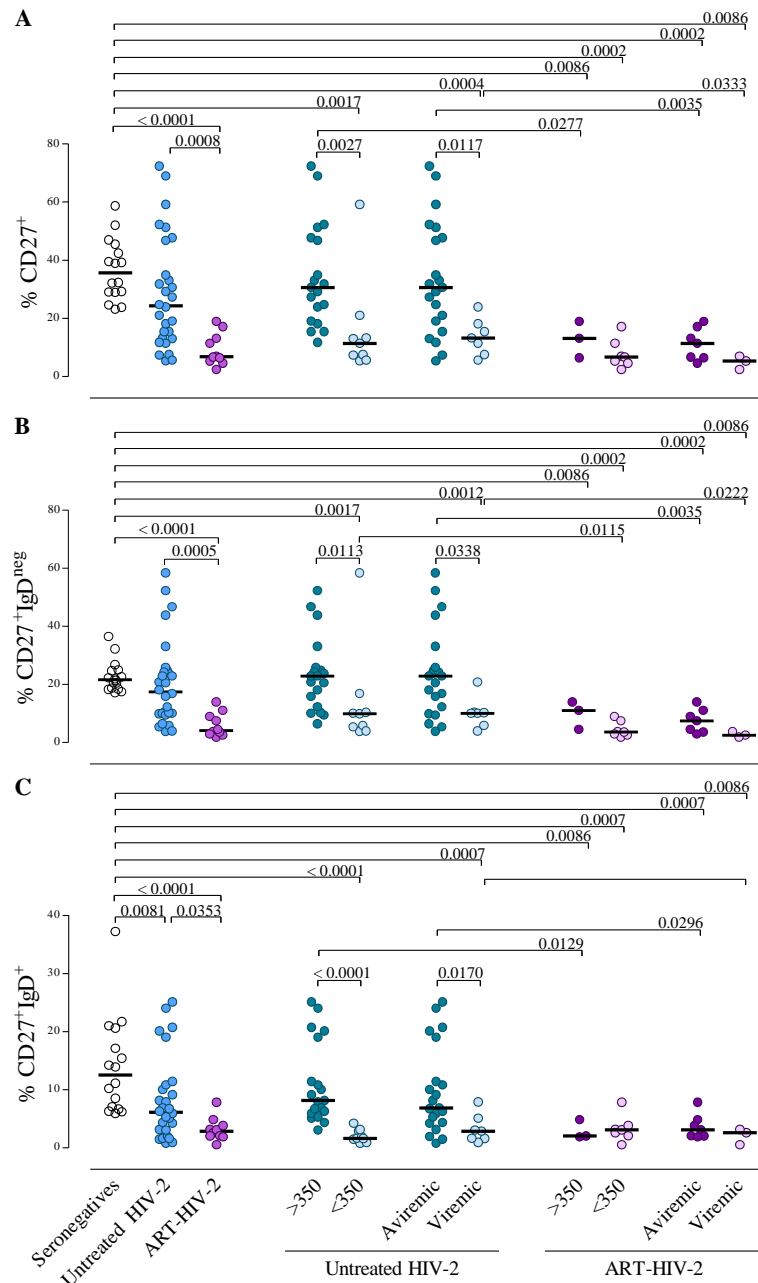 A
0.0086
0.0002
0.0002
0.0086
0.0004 0.0333
0.0017 0.0035
< 0.0001 0.0277
0.0008 0.0027 0.0117
80
60
40
20
0
% CD27⁺
B
0.0086
0.0002
0.0002
0.0086
0.0012 0.0222
0.0017 0.0035
< 0.0001 0.0115
0.0005 0.0113 0.0338
80
60
40
20
0
% CD27⁺IgDⁿᵉᵍ
C
0.0086
0.0007
0.0007
0.0086
0.0007
< 0.0001
< 0.0001
0.0081 0.0353 0.0296
0.0129
< 0.0001 0.0170
40
30
20
10
0
% CD27⁺IgD⁺
Seronegatives
Untreated HIV-2
ART-HIV-2
>350
<350
Aviremic
Viremic
>350
<350
Aviremic
Viremic
Untreated HIV-2 ART-HIV-2